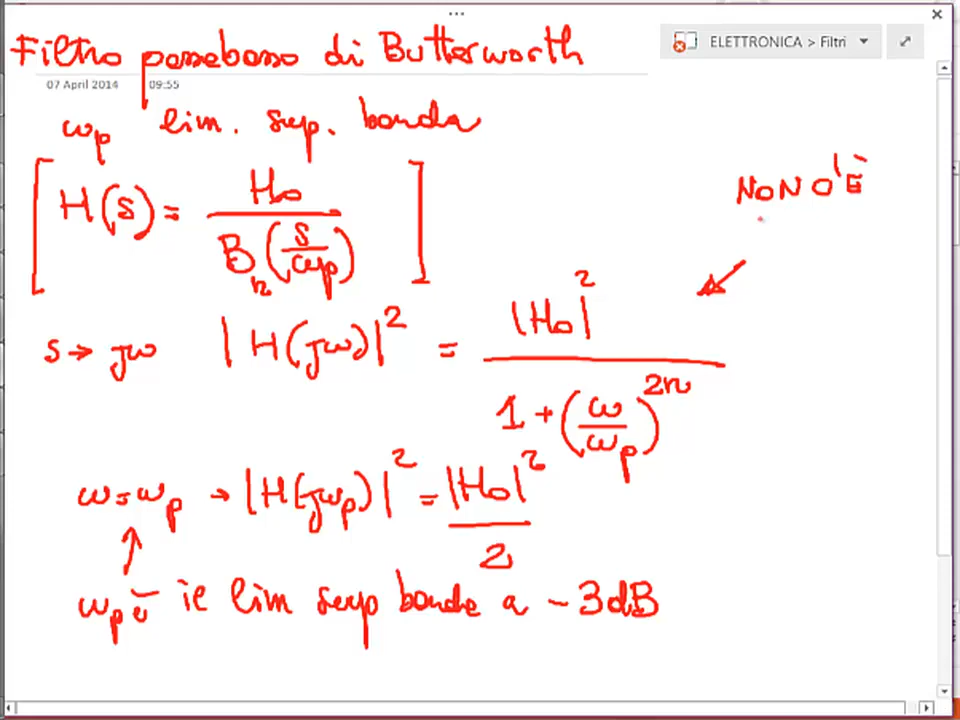 ELETTRONICA > Filtri
Filtro passabasso di Butterworth
07 April 2014 09:55
ωp lim. sup. banda
H(s) = H₀ / Bn(s/ωp)
NON C'È
s → jω |H(jω)|² = |H₀|² / 1 + (ω/ωp)²ⁿ
ω = ωp → |H(jωp)|² = |H₀|² / 2
ωp è il lim sup banda a -3dB